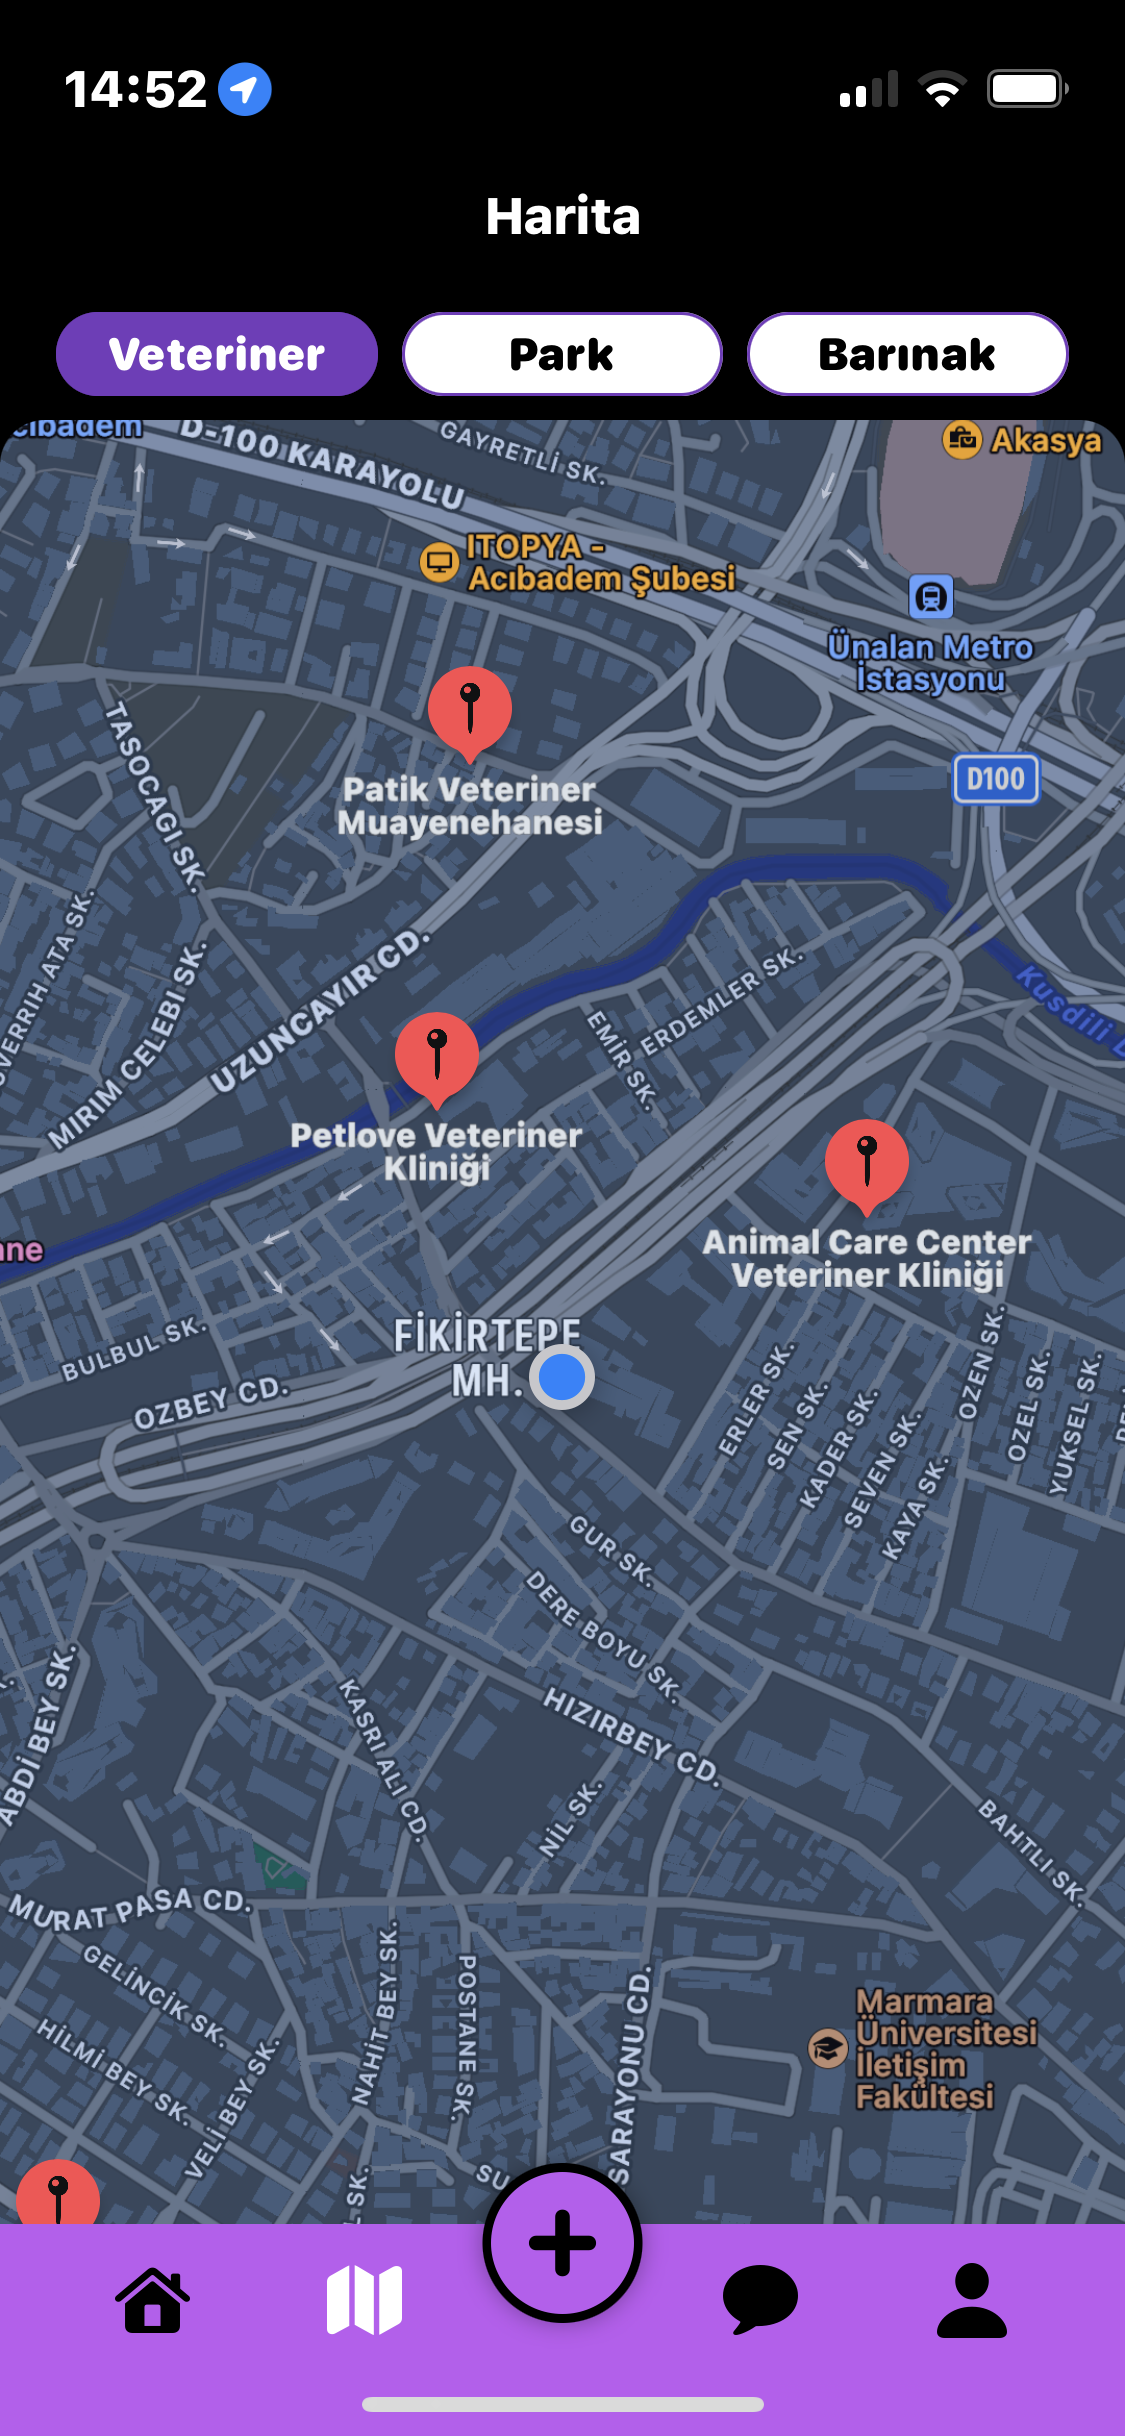 14:52
Harita
Veteriner
Park
Barınak
D-100 KARAYOLU
GAYRETLİ SK.
Akasya
ITOPYA -
Acıbadem Şubesi
Ünalan Metro
İstasyonu
D100
Patik Veteriner
Muayenehanesi
TASOCAGI SK.
MIRIM CELEBI SK.
UZUNCAYIR CD.
ERDEMLER SK.
EMİR SK.
Kusdili
Petlove Veteriner
Kliniği
Animal Care Center
Veteriner Kliniği
FİKİRTEPE
MH.
BULBUL SK.
OZBEY CD.
ERLER SK.
SEN SK.
KADER SK.
SEVEN SK.
KAYA SK.
OZEN SK.
OZEL SK.
YUKSEL SK.
GUR SK.
DERE BOYU SK.
HIZIRBEY CD.
KASRI ALI CD.
NİL SK.
BAHTLI SK.
ABDİ BEY SK.
MURAT PASA CD.
GELİNCİK SK.
HİLMİ BEY SK.
VELİ BEY SK.
NAHİT BEY SK.
POSTANE SK.
SARAYONU CD.
Marmara
Üniversitesi
İletişim
Fakültesi